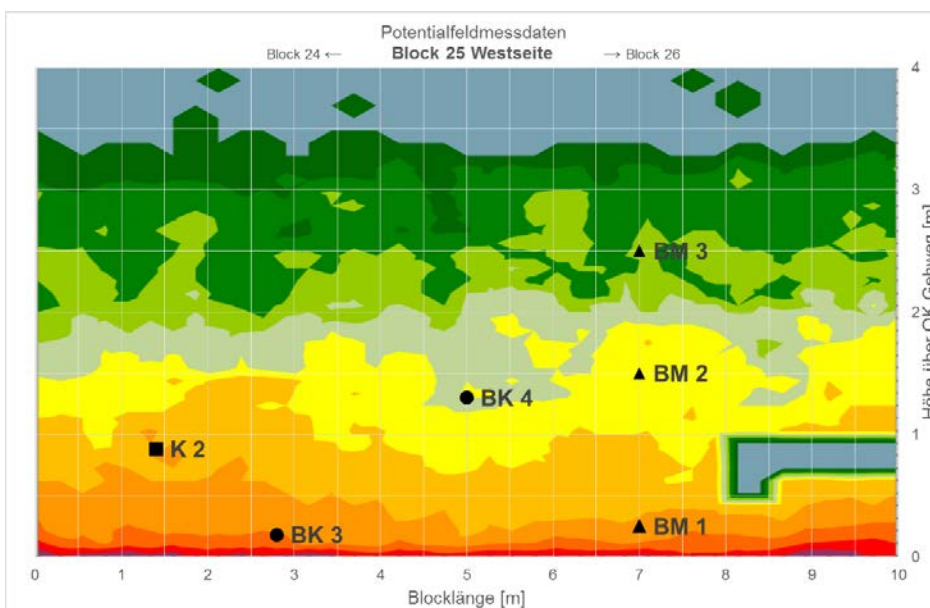 Potentialfeldmessdaten
Block 24 ← Block 25 Westseite → Block 26
4
3
2
1
0
Höhe über OK Gehweg [m]
BM 3
BM 2
BK 4
K 2
BK 3
BM 1
0 1 2 3 4 5 6 7 8 9 10
Blocklänge [m]